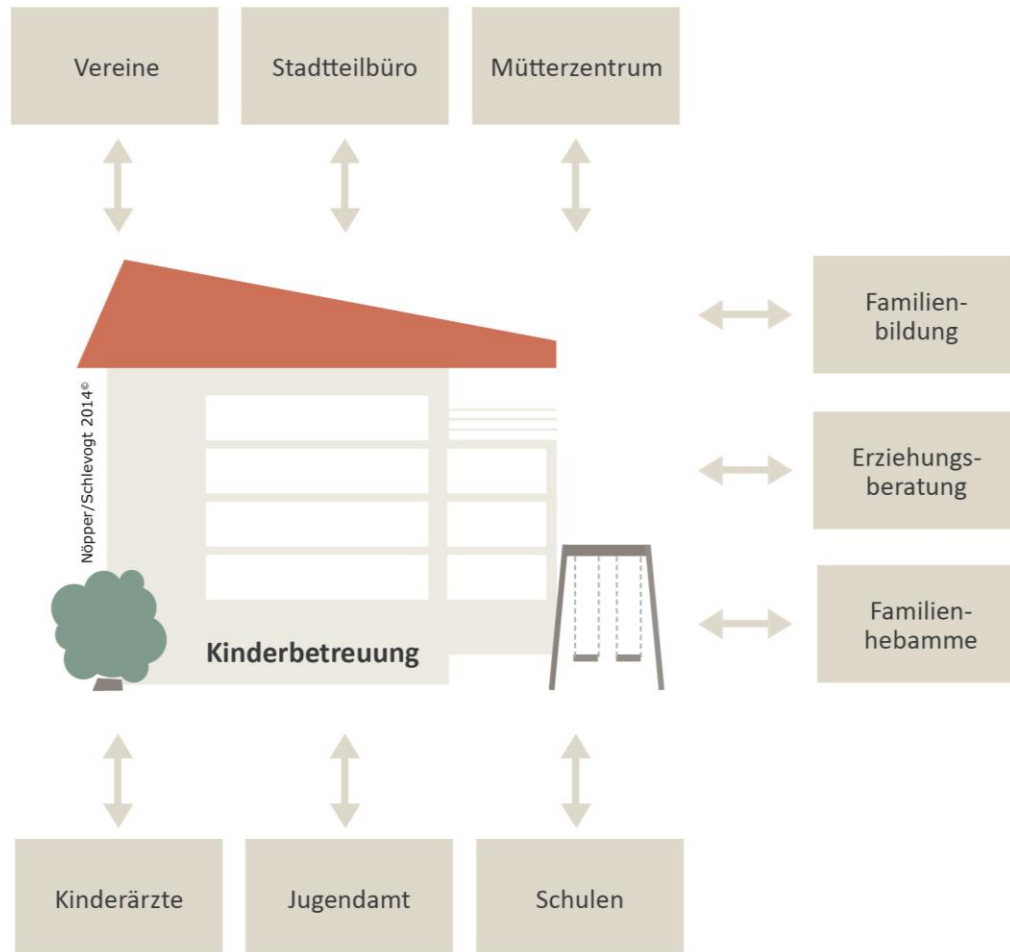 Vereine
Stadtteilbüro
Mütterzentrum
Familien-
bildung
Nöpper/Schlevogt 2014©
Erziehungs-
beratung
Familien-
hebamme
Kinderbetreuung
Kinderärzte
Jugendamt
Schulen